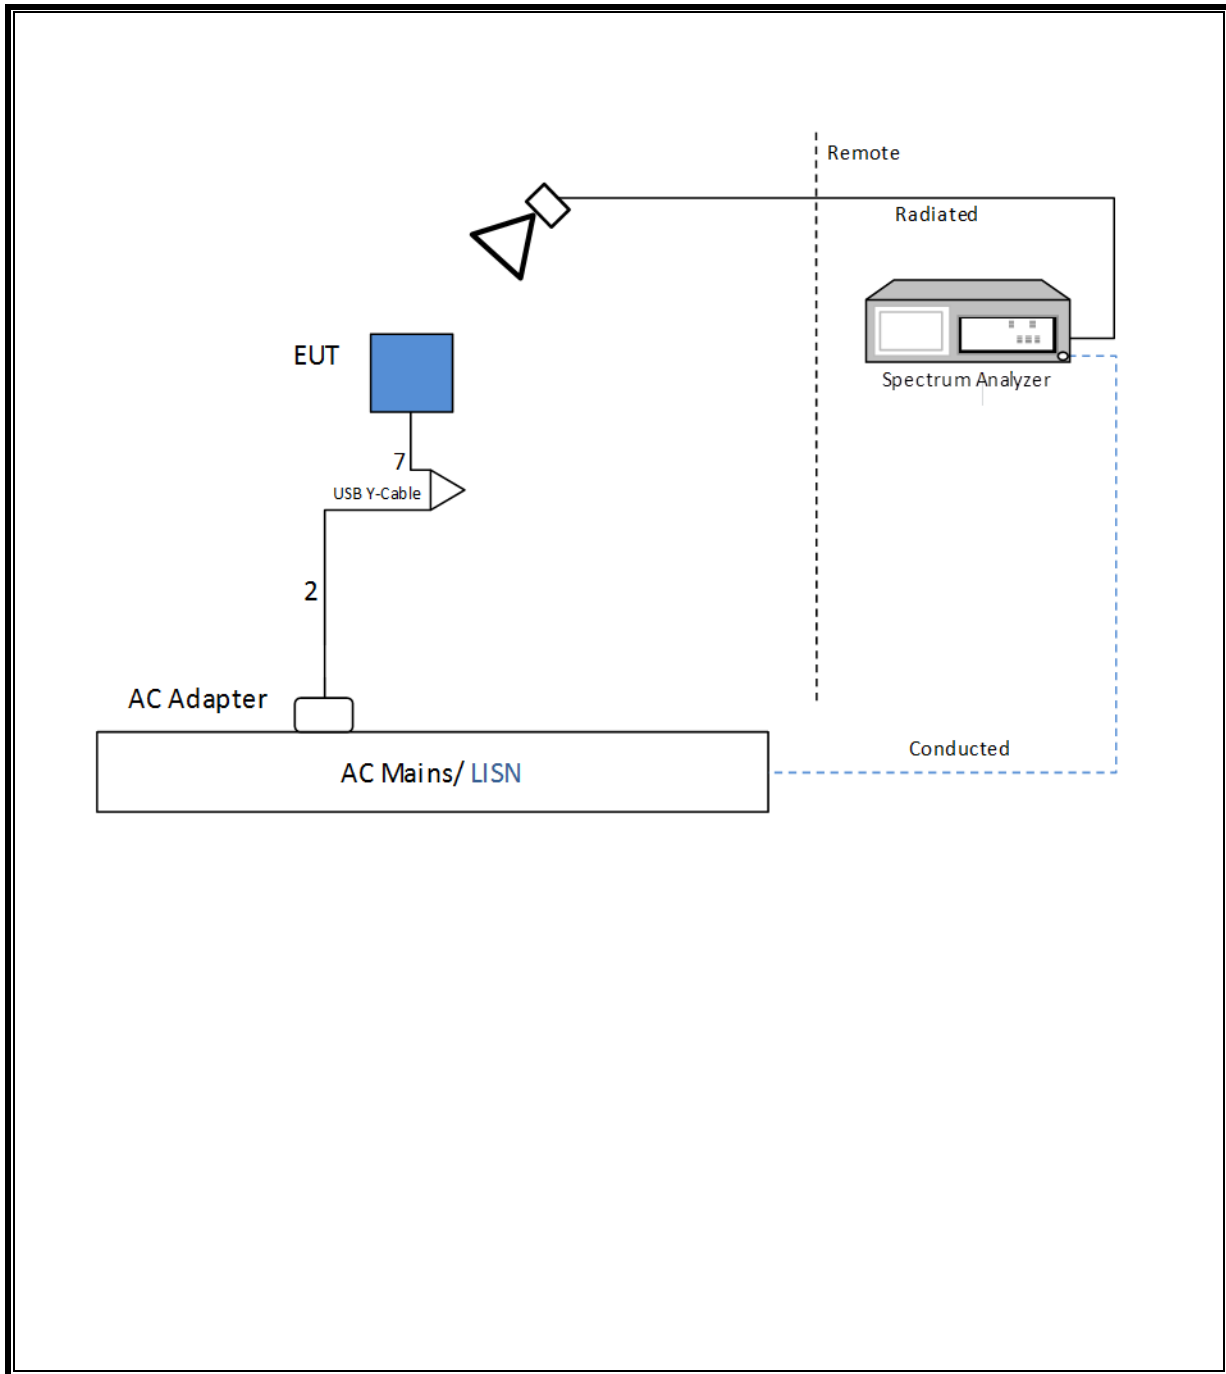 Remote
Radiated
EUT
Spectrum Analyzer
7
USB Y-Cable
2
AC Adapter
Conducted
AC Mains/ LISN